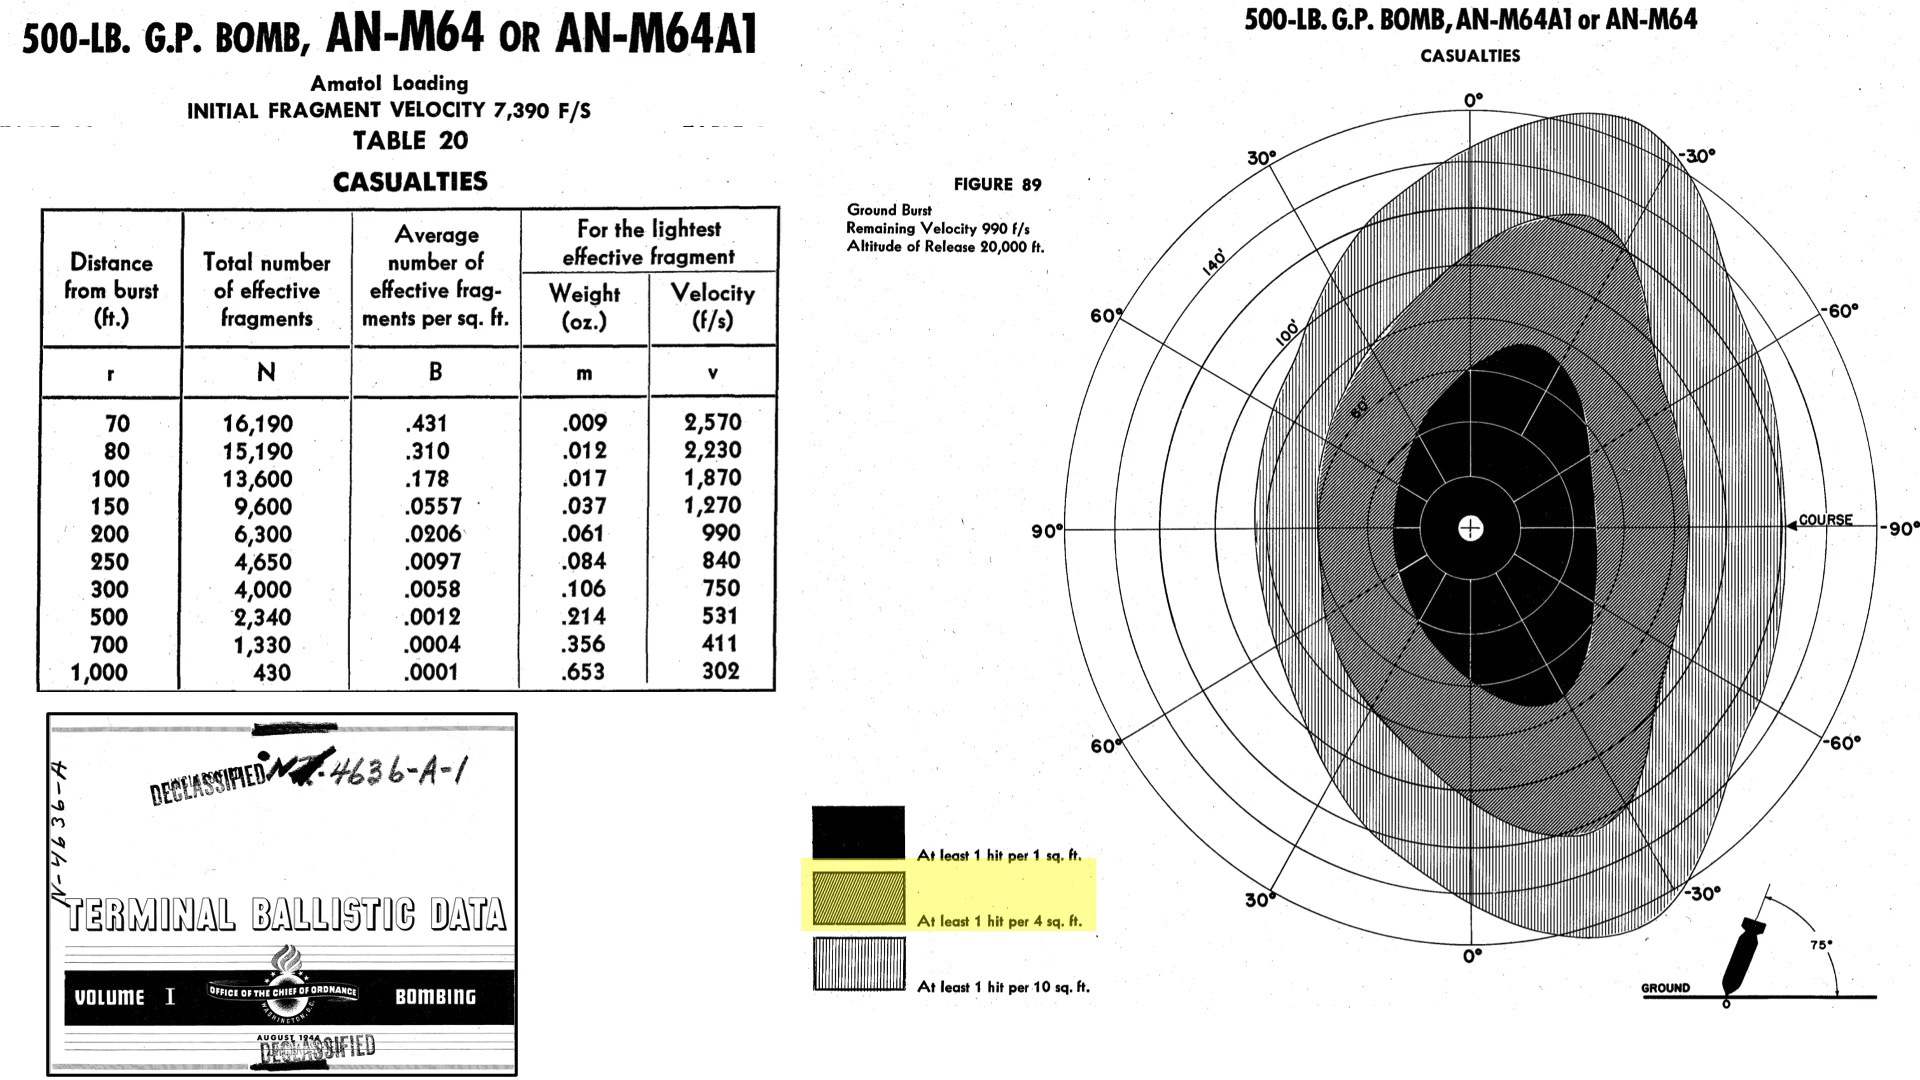 500-LB. G.P. BOMB, AN-M64 OR AN-M64A1
Amatol Loading
INITIAL FRAGMENT VELOCITY 7,390 F/S
TABLE 20
CASUALTIES
Distance from burst (ft.) Total number of effective fragments Average number of effective frag- ments per sq. ft. For the lightest effective fragment
Weight (oz.) Velocity (f/s)
r N B m v
70 16,190 .431 .009 2,570
80 15,190 .310 .012 2,230
100 13,600 .178 .017 1,870
150 9,600 .0557 .037 1,270
200 6,300 .0206 .061 990
250 4,650 .0097 .084 840
300 4,000 .0058 .106 750
500 2,340 .0012 .214 531
700 1,330 .0004 .356 411
1,000 430 .0001 .653 302
DECLASSIFIED
-4636-A-1
N-4636-A
TERMINAL BALLISTIC DATA
OFFICE OF THE CHIEF OF ORDNANCE
WASHINGTON, D.C.
VOLUME I BOMBING
AUGUST 1944
DECLASSIFIED
500-LB. G.P. BOMB, AN-M64A1 or AN-M64
CASUALTIES
FIGURE 89
Ground Burst
Remaining Velocity 990 f/s
Altitude of Release 20,000 ft.
0°
30° -30°
140'
60° 100' -60°
60'
90° COURSE -90°
60° -60°
30° -30°
0°
At least 1 hit per 1 sq. ft.
At least 1 hit per 4 sq. ft.
At least 1 hit per 10 sq. ft.
75°
GROUND
0